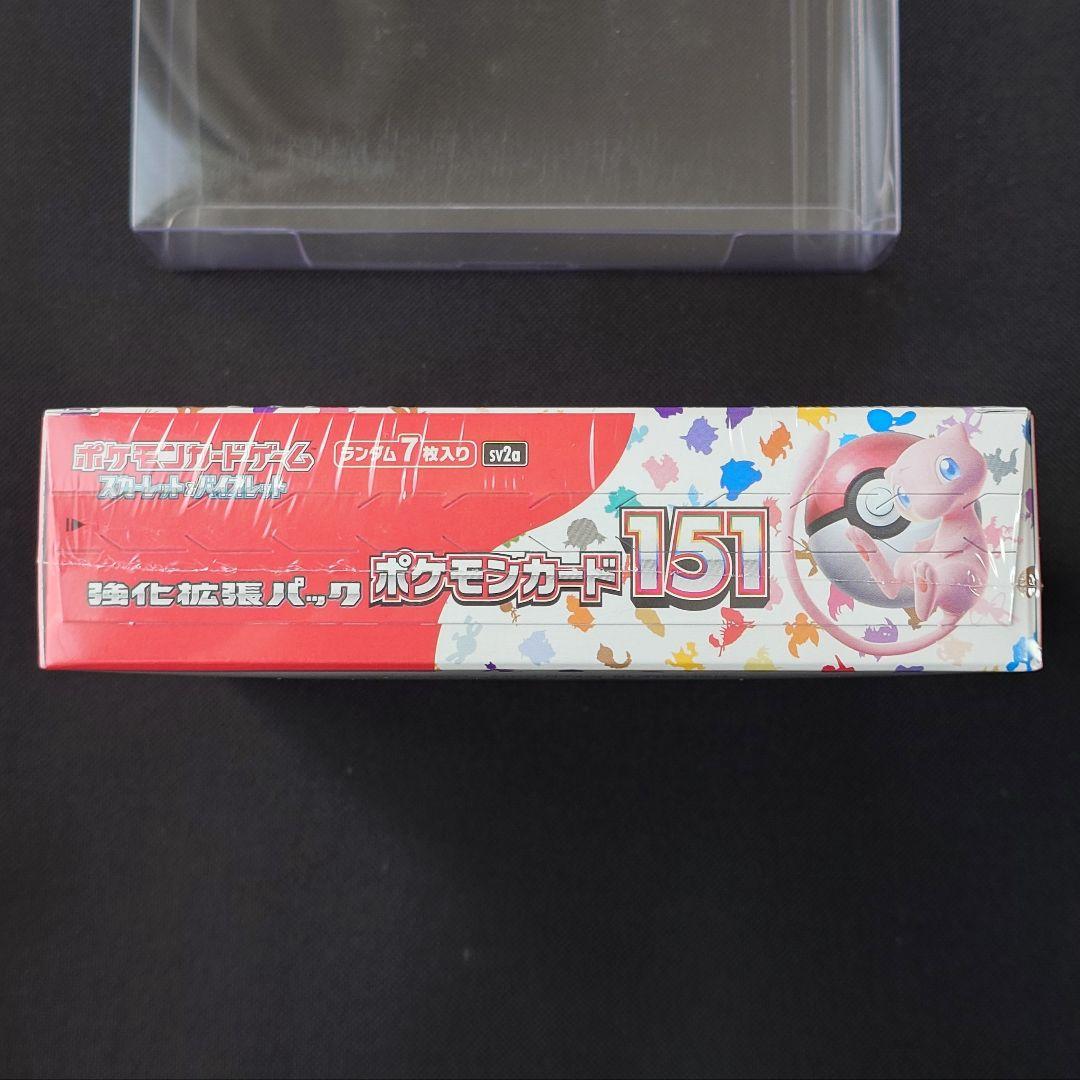 ポケモンカードゲーム
スカーレット&バイオレット
ランダム7枚入り
sv2a
強化拡張パック
ポケモンカード151